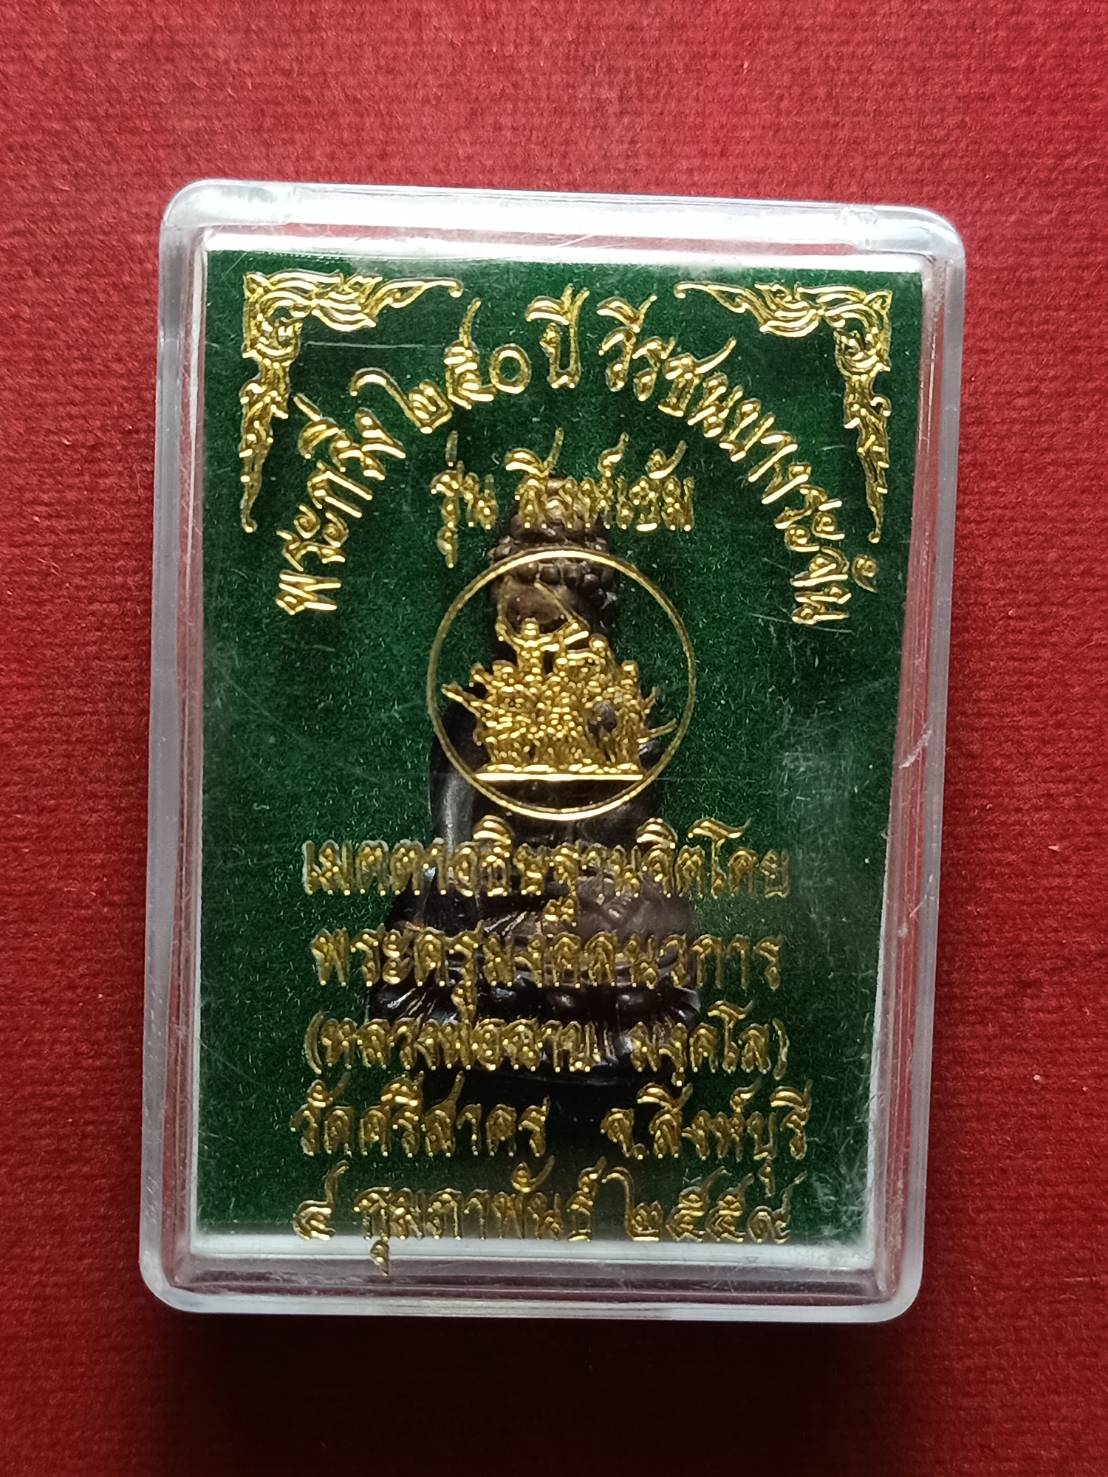 พระกริ่ง ๒๕๐ ปี วีรชนบางระจัน
รุ่น สิงห์เข้ม
เมตตาอธิษฐานจิตโดย
พระครูมงคลนวการ
(หลวงพ่อฌาน มงฺคโล)
วัดศรีสาคร จ.สิงห์บุรี
๔ กุมภาพันธ์ ๒๕๕๙